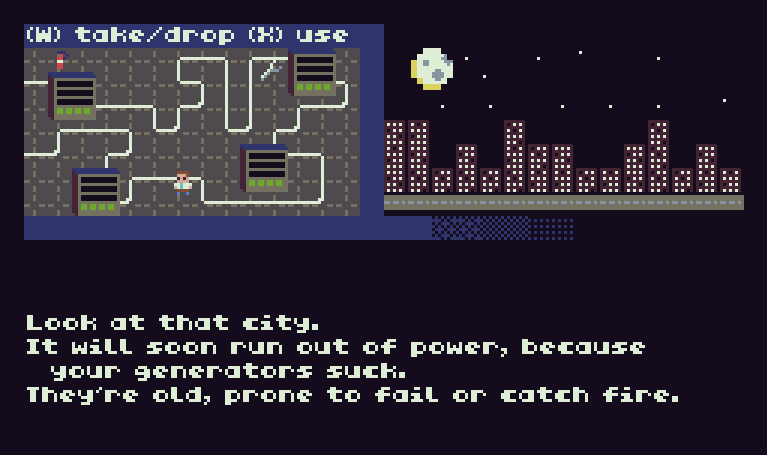 (W) take/drop (X) use
Look at that city.
It will soon run out of power, because
your generators suck.
They're old, prone to fail or catch fire.